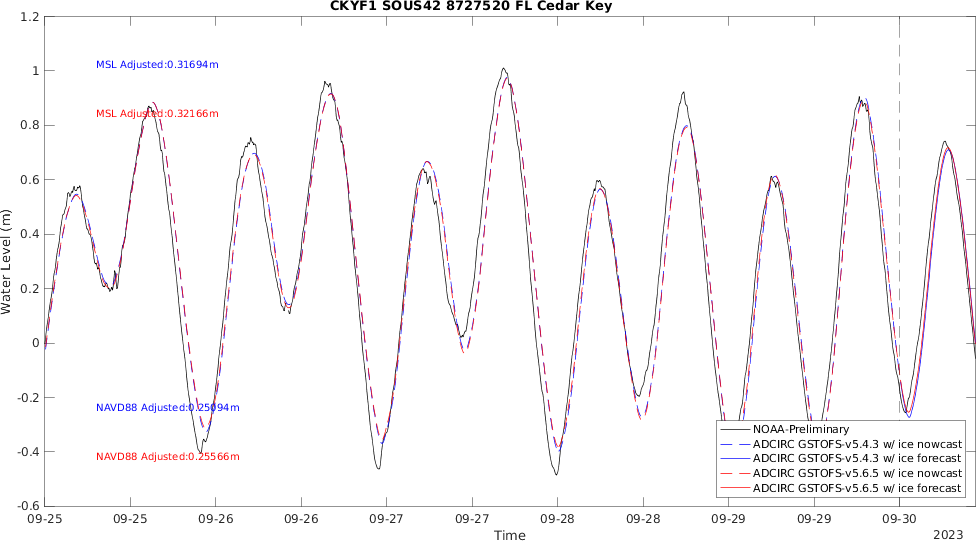 CKYF1 SOUS42 8727520 FL Cedar Key
1.2
1
0.8
0.6
0.4
0.2
0
-0.2
-0.4
-0.6
Water Level (m)
MSL Adjusted:0.31694m
MSL Adjusted:0.32166m
NAVD88 Adjusted:0.25094m
NAVD88 Adjusted:0.25566m
NOAA-Preliminary
ADCIRC GSTOFS-v5.4.3 w/ ice nowcast
ADCIRC GSTOFS-v5.4.3 w/ ice forecast
ADCIRC GSTOFS-v5.6.5 w/ ice nowcast
ADCIRC GSTOFS-v5.6.5 w/ ice forecast
09-25 09-25 09-26 09-26 09-27 09-27 09-28 09-28 09-29 09-29 09-30
Time
2023